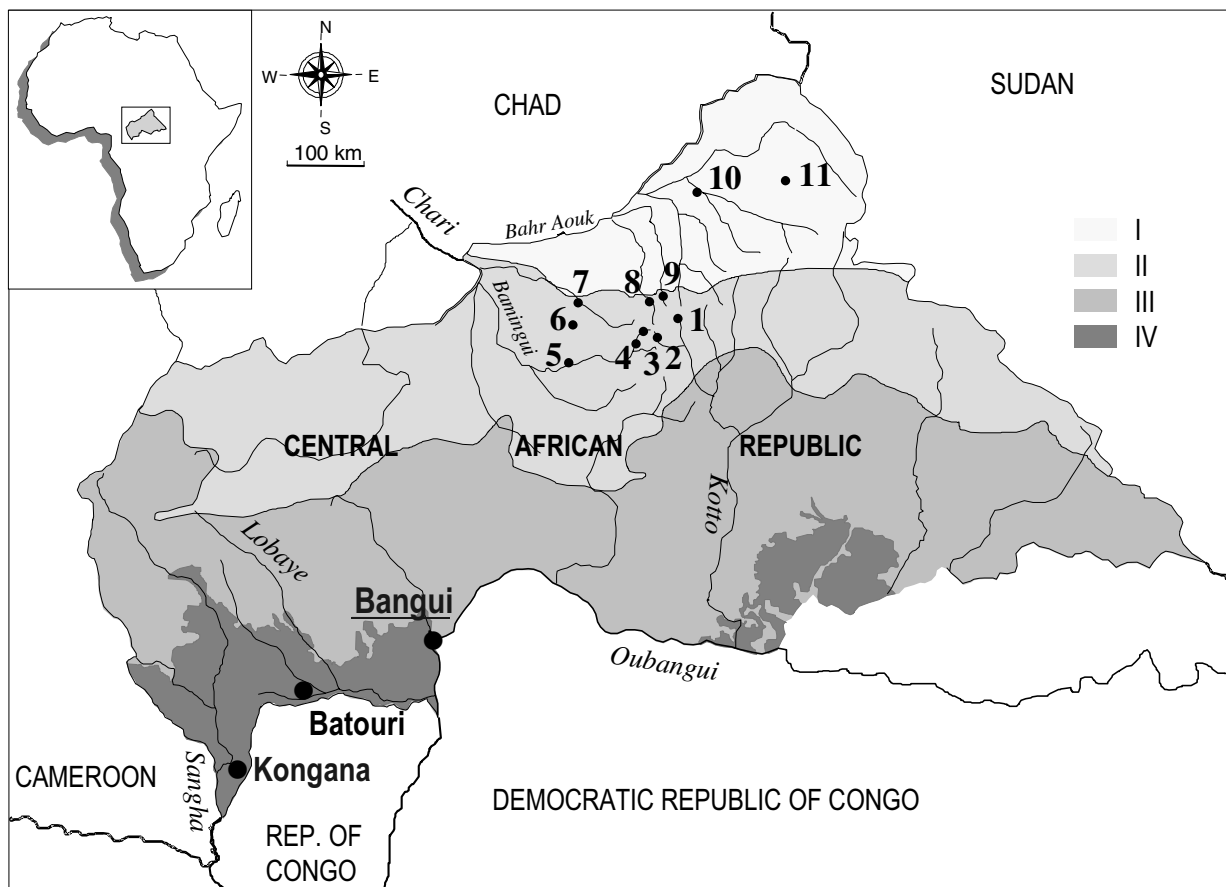 N
W
E
S
100 km
CHAD
SUDAN
Chari
Bahr Aouk
10
11
I
II
III
IV
7
8
9
6
1
Bamingui
5
4
3
2
CENTRAL AFRICAN REPUBLIC
Kotto
Lobaye
Bangui
Oubangui
Batouri
Kongana
Sangha
CAMEROON
DEMOCRATIC REPUBLIC OF CONGO
REP. OF
CONGO